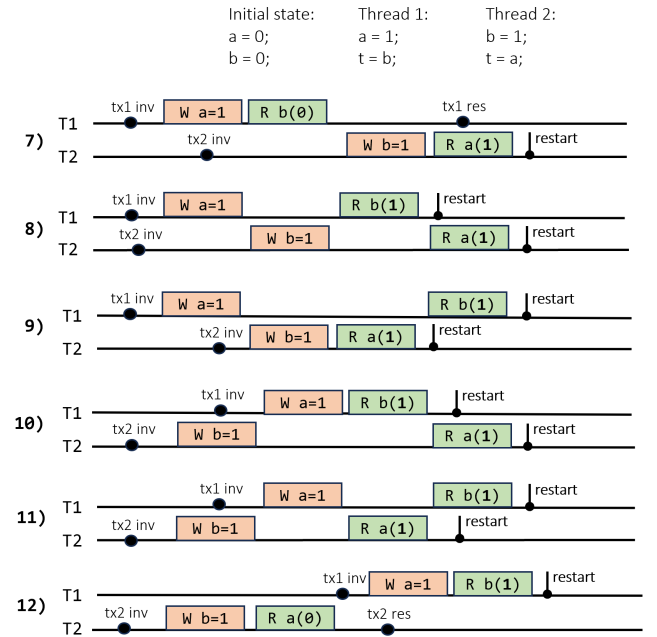 Initial state: Thread 1: Thread 2:
a = 0; a = 1; b = 1;
b = 0; t = b; t = a;
7)
tx1 inv W a=1 R b(0) tx1 res
T1
tx2 inv W b=1 R a(1) restart
T2
8)
tx1 inv W a=1 R b(1) restart
T1
tx2 inv W b=1 R a(1) restart
T2
9)
tx1 inv W a=1 R b(1) restart
T1
tx2 inv W b=1 R a(1) restart
T2
10)
tx1 inv W a=1 R b(1) restart
T1
tx2 inv W b=1 R a(1) restart
T2
11)
tx1 inv W a=1 R b(1) restart
T1
tx2 inv W b=1 R a(1) restart
T2
12)
tx1 inv W a=1 R b(1) restart
T1
tx2 inv W b=1 R a(0) tx2 res
T2